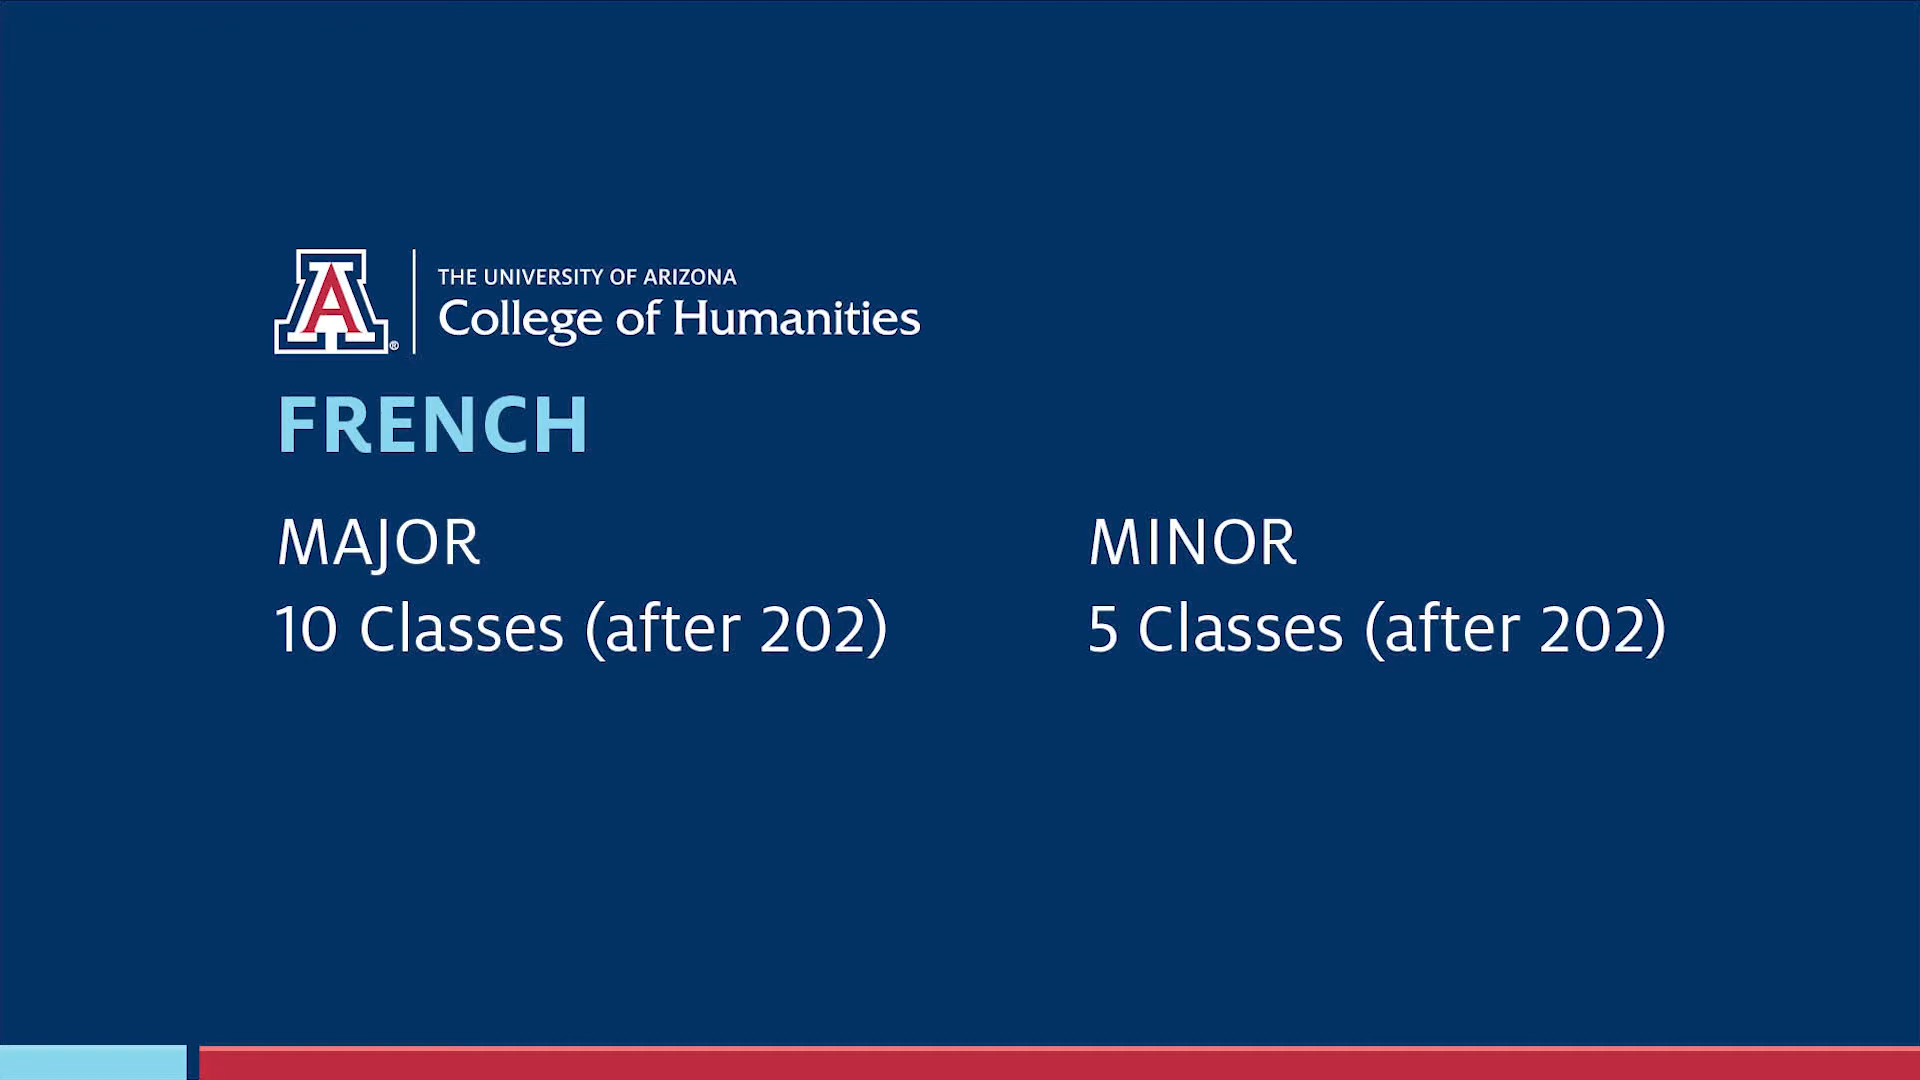 A®
THE UNIVERSITY OF ARIZONA
College of Humanities
FRENCH
MAJOR
10 Classes (after 202)
MINOR
5 Classes (after 202)